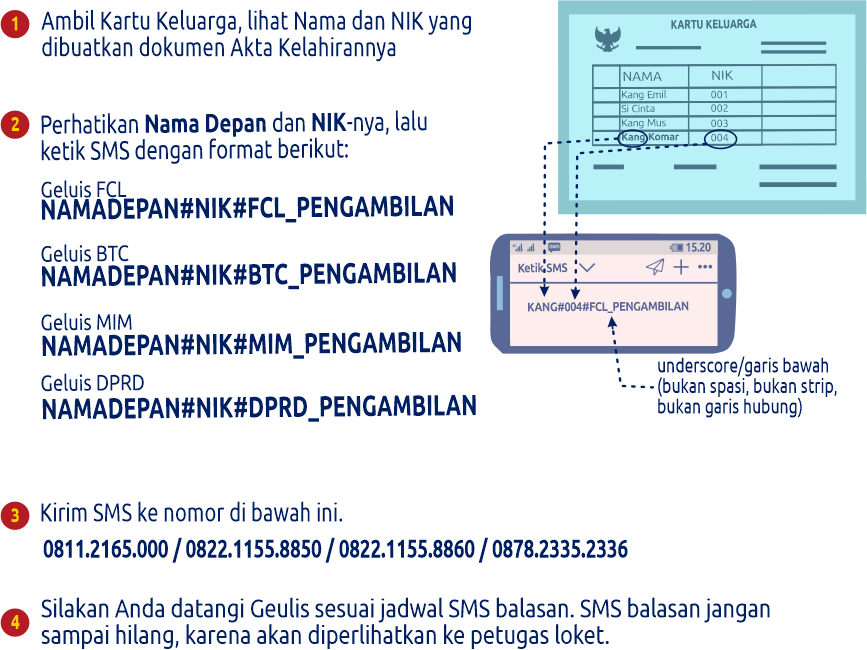 1 Ambil Kartu Keluarga, lihat Nama dan NIK yang
dibuatkan dokumen Akta Kelahirannya
KARTU KELUARGA
NAMA NIK
Kang Emil 001
Si Cinta 002
Kang Mus 003
Kang Komar 004
2 Perhatikan Nama Depan dan NIK-nya, lalu
ketik SMS dengan format berikut:
Geluis FCL
NAMADEPAN#NIK#FCL_PENGAMBILAN
Geluis BTC
NAMADEPAN#NIK#BTC_PENGAMBILAN
Geluis MIM
NAMADEPAN#NIK#MIM_PENGAMBILAN
Geluis DPRD
NAMADEPAN#NIK#DPRD_PENGAMBILAN
SMS 15.20
Ketik SMS
KANG#004#FCL_PENGAMBILAN
underscore/garis bawah
(bukan spasi, bukan strip,
bukan garis hubung)
3 Kirim SMS ke nomor di bawah ini.
0811.2165.000 / 0822.1155.8850 / 0822.1155.8860 / 0878.2335.2336
4 Silakan Anda datangi Geulis sesuai jadwal SMS balasan. SMS balasan jangan
sampai hilang, karena akan diperlihatkan ke petugas loket.